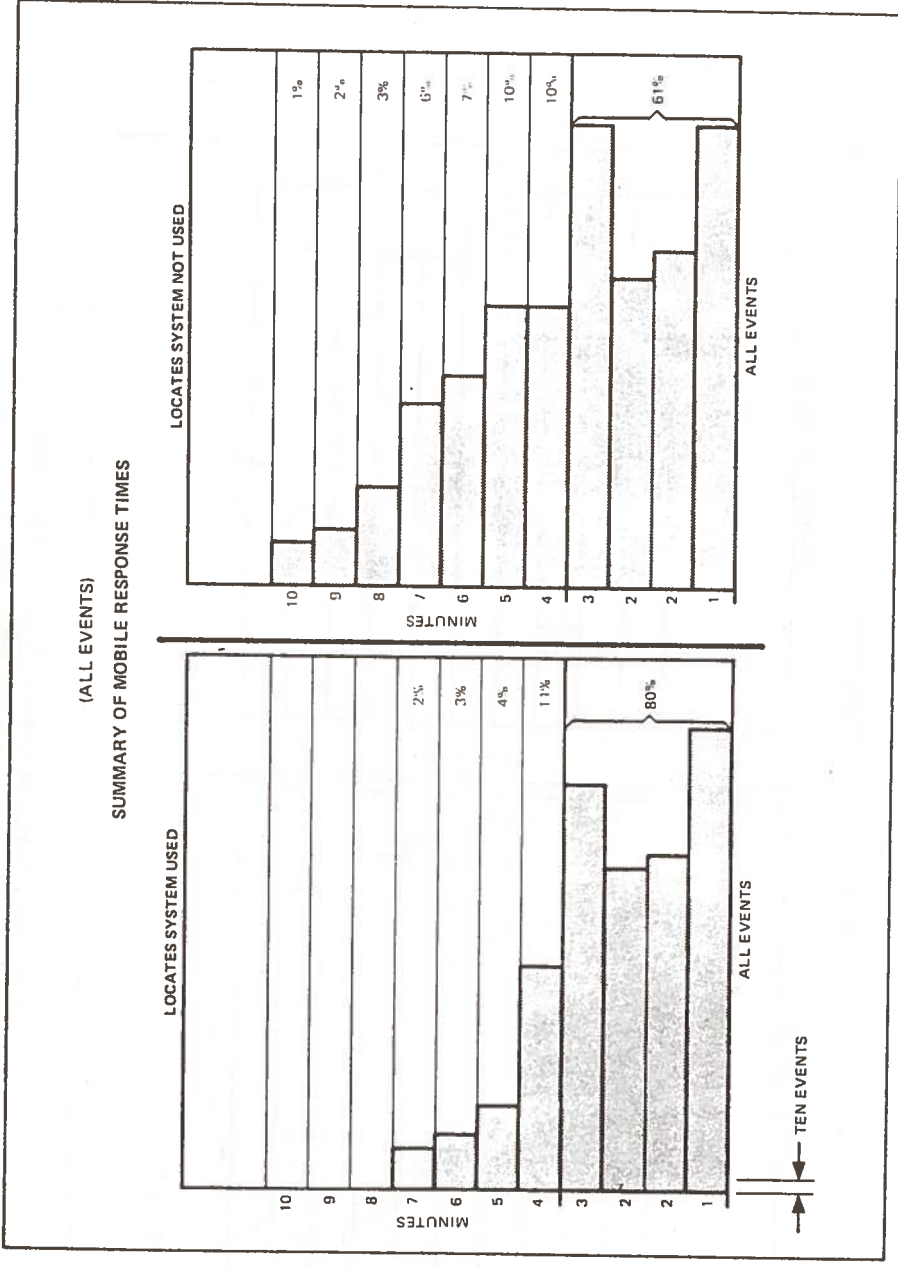 (ALL EVENTS)
SUMMARY OF MOBILE RESPONSE TIMES
LOCATES SYSTEM USED
10
9
8
7 2%
6 3%
5 4%
4 11%
3
2
2
1
80%
MINUTES
ALL EVENTS
TEN EVENTS
LOCATES SYSTEM NOT USED
10 1%
9 2%
8 3%
7
6 7%
5 10%
4 10%
3
2
2
1
61%
MINUTES
ALL EVENTS